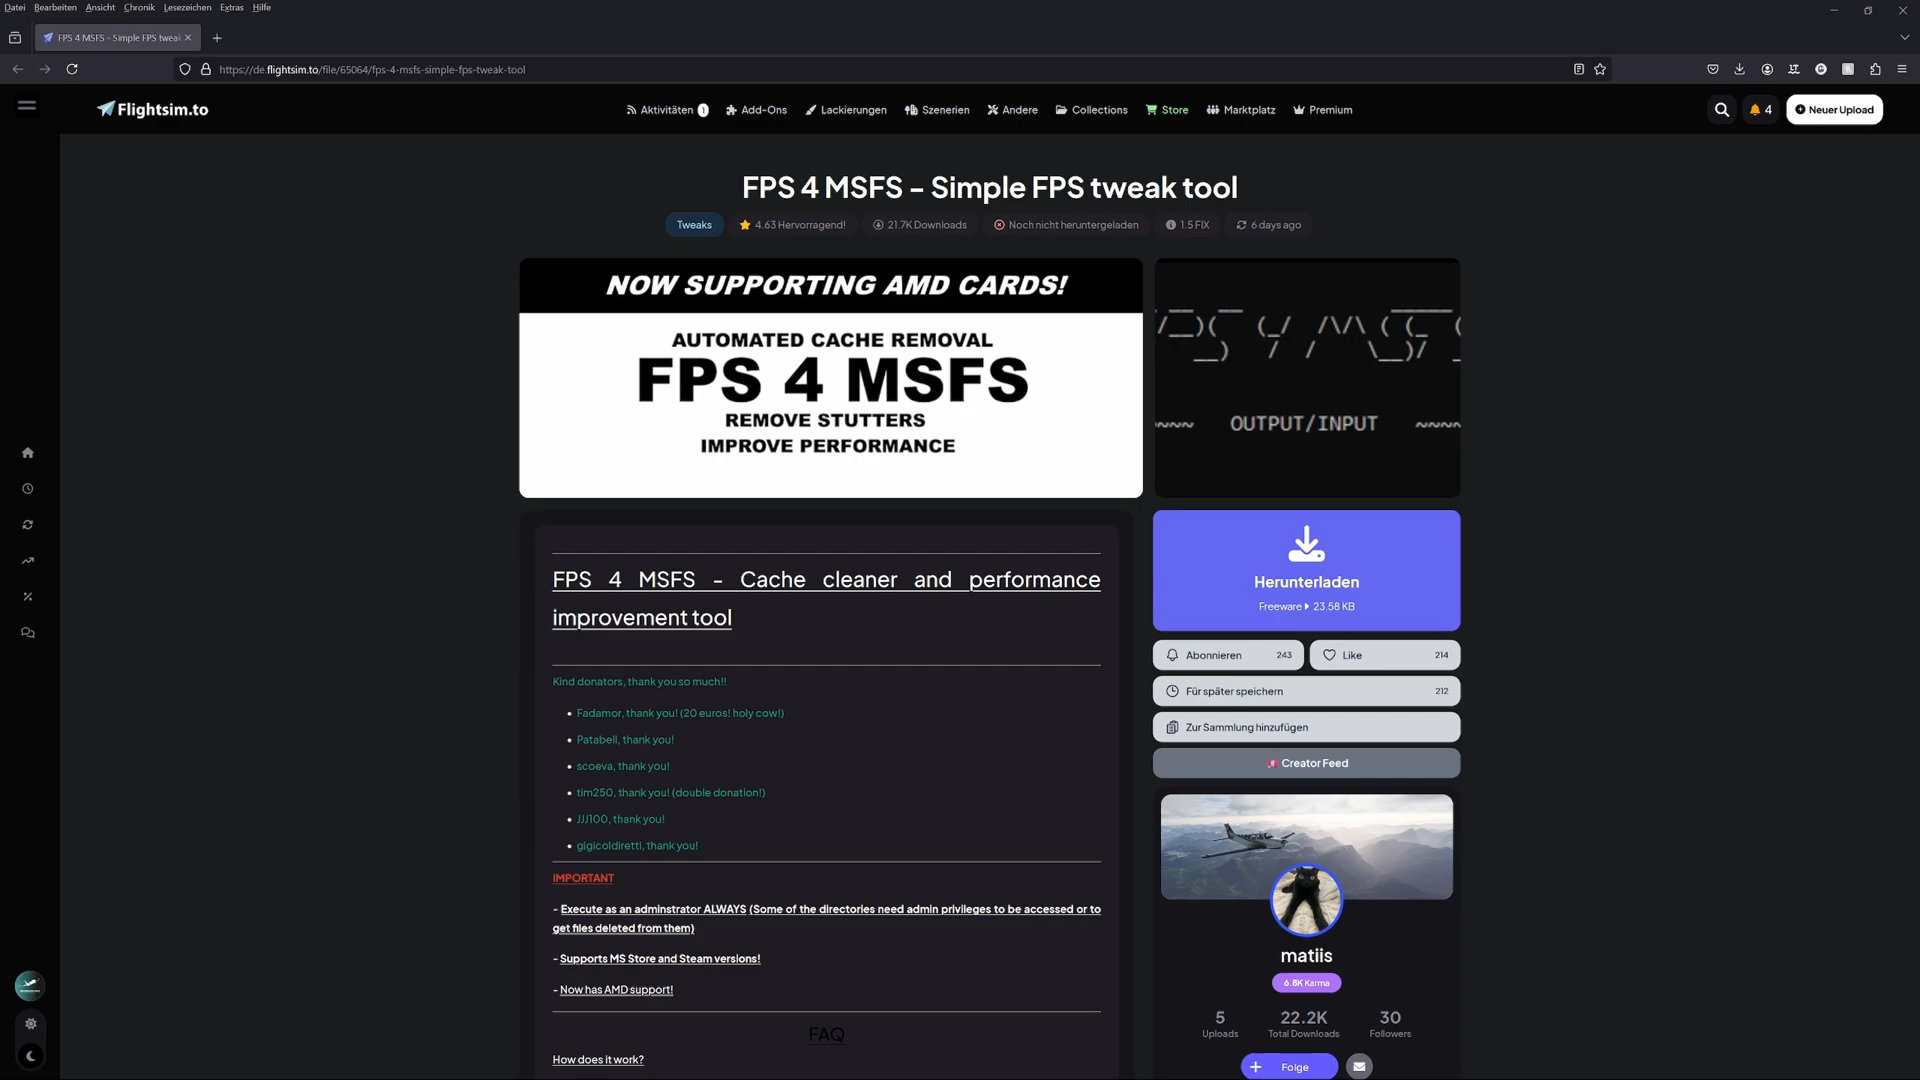 Datei Bearbeiten Ansicht Chronik Lesezeichen Extras Hilfe
FPS 4 MSFS - Simple FPS tweak
https://de.flightsim.to/file/65064/fps-4-msfs-simple-fps-tweak-tool
Flightsim.to
Aktivitäten 1 Add-Ons Lackierungen Szenerien Andere Collections Store Marktplatz Premium
4 Neuer Upload
FPS 4 MSFS - Simple FPS tweak tool
Tweaks 4.63 Hervorragend! 21.7K Downloads Noch nicht heruntergeladen 1.5 FIX 6 days ago
NOW SUPPORTING AMD CARDS!
AUTOMATED CACHE REMOVAL
FPS 4 MSFS
REMOVE STUTTERS
IMPROVE PERFORMANCE
~~~~ OUTPUT/INPUT ~~~~
FPS 4 MSFS - Cache cleaner and performance
improvement tool
Kind donators, thank you so much!!
• Fadamor, thank you! (20 euros! holy cow!)
• Patabell, thank you!
• scoeva, thank you!
• tim250, thank you! (double donation!)
• JJJ100, thank you!
• gigicoldiretti, thank you!
IMPORTANT
- Execute as an adminstrator ALWAYS (Some of the directories need admin privileges to be accessed or to
get files deleted from them)
- Supports MS Store and Steam versions!
- Now has AMD support!
FAQ
How does it work?
Herunterladen
Freeware 23.58 KB
Abonnieren 243 Like 214
Für später speichern 212
Zur Sammlung hinzufügen
Creator Feed
matiis
6.8K Karma
5 22.2K 30
Uploads Total Downloads Followers
Folge